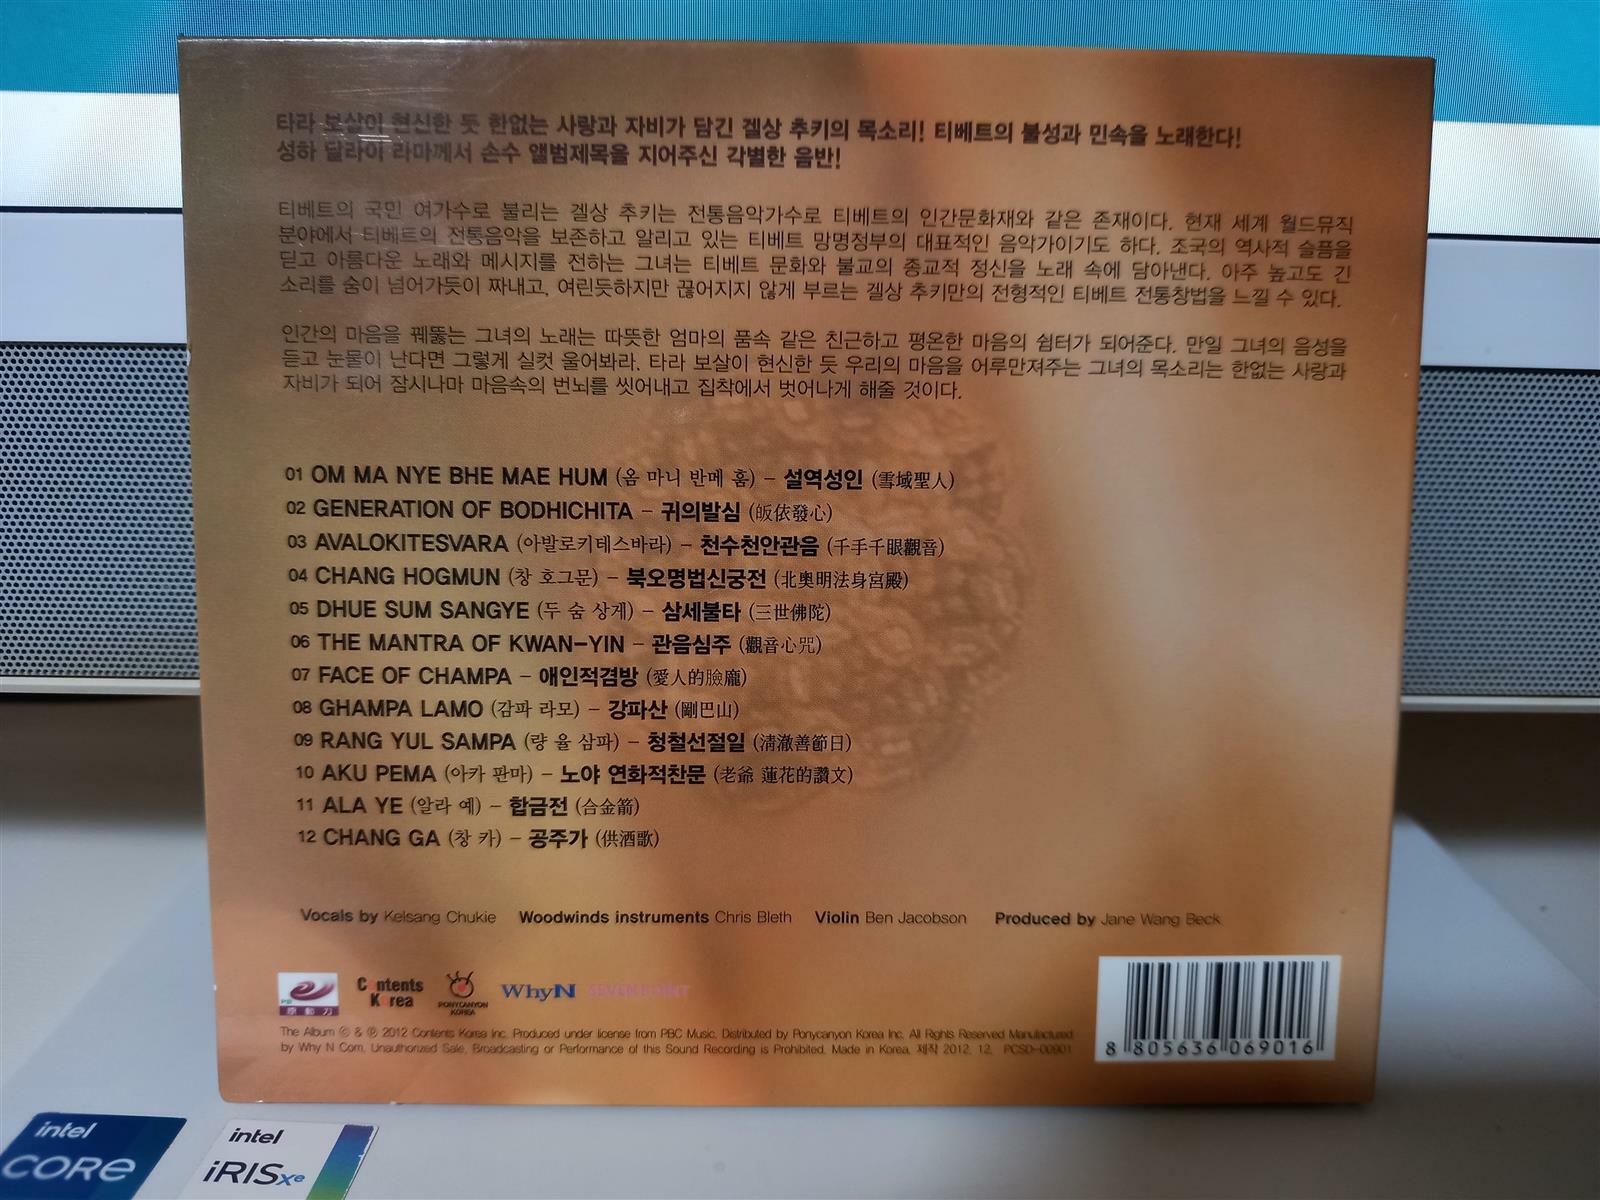 타라 보살이 현신한 듯 한없는 사랑과 자비가 담긴 겔상 추키의 목소리! 티베트의 불성과 민속을 노래한다!
성하 달라이 라마께서 손수 앨범제목을 지어주신 각별한 음반!
티베트의 국민 여가수로 불리는 겔상 추키는 전통음악가수로 티베트의 인간문화재와 같은 존재이다. 현재 세계 월드뮤직
분야에서 티베트의 전통음악을 보존하고 알리고 있는 티베트 망명정부의 대표적인 음악가이기도 하다. 조국의 역사적 슬픔을
딛고 아름다운 노래와 메시지를 전하는 그녀는 티베트 문화와 불교의 종교적 정신을 노래 속에 담아낸다. 아주 높고도 긴
소리를 숨이 넘어가듯이 짜내고, 여린듯하지만 끊어지지 않게 부르는 겔상 추키만의 전형적인 티베트 전통창법을 느낄 수 있다.
인간의 마음을 꿰뚫는 그녀의 노래는 따뜻한 엄마의 품속 같은 친근하고 평온한 마음의 쉼터가 되어준다. 만일 그녀의 음성을
듣고 눈물이 난다면 그렇게 실컷 울어봐라. 타라 보살이 현신한 듯 우리의 마음을 어루만져주는 그녀의 목소리는 한없는 사랑과
자비가 되어 잠시나마 마음속의 번뇌를 씻어내고 집착에서 벗어나게 해줄 것이다.
01 OM MA NYE BHE MAE HUM (옴 마니 반메 훔) - 설역성인 (雪域聖人)
02 GENERATION OF BODHICHITA - 귀의발심 (皈依發心)
03 AVALOKITESVARA (아발로키테스바라) - 천수천안관음 (千手千眼觀音)
04 CHANG HOGMUN (창 호그문) - 북오명법신궁전 (北奧明法身宮殿)
05 DHUE SUM SANGYE (두 숨 상게) - 삼세불타 (三世佛陀)
06 THE MANTRA OF KWAN-YIN - 관음심주 (觀音心咒)
07 FACE OF CHAMPA - 애인적겸방 (愛人的臉龐)
08 GHAMPA LAMO (감파 라모) - 강파산 (剛巴山)
09 RANG YUL SAMPA (량 율 삼파) - 청철선절일 (淸澈善節日)
10 AKU PEMA (아카 판마) - 노야 연화적찬문 (老爺 蓮花的讚文)
11 ALA YE (알라 예) - 합금전 (合金箭)
12 CHANG GA (창 카) - 공주가 (供酒歌)
Vocals by Kelsang Chukie Woodwinds instruments Chris Bleth Violin Ben Jacobson Produced by Jane Wang Beck
原動力
Contents Korea
PONYCANYON KOREA
WhyN
SEVEN POINT
The Album ⓒ & ⓟ 2012 Contents Korea Inc. Produced under license from PBC Music. Distributed by Ponycanyon Korea Inc. All Rights Reserved Manufactured
by Why N Com. Unauthorized Sale, Broadcasting or Performance of this Sound Recording is Prohibited. Made in Korea. 제작 2012. 12. PCSD-00901
8 805636 069016
intel CORE
intel iRIS xe